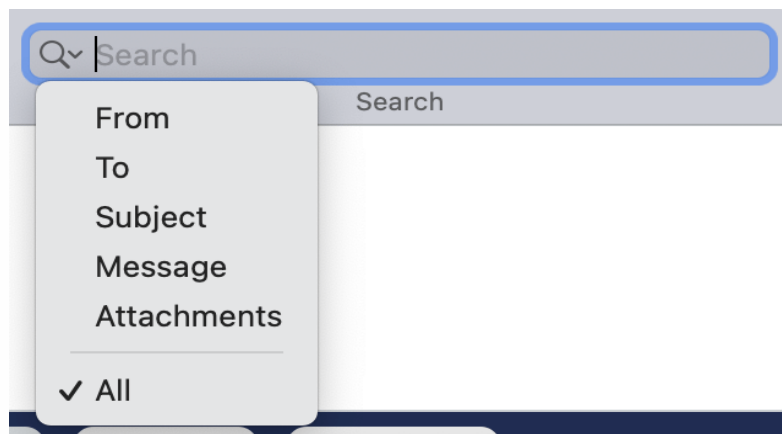 Search
Search
From
To
Subject
Message
Attachments
All